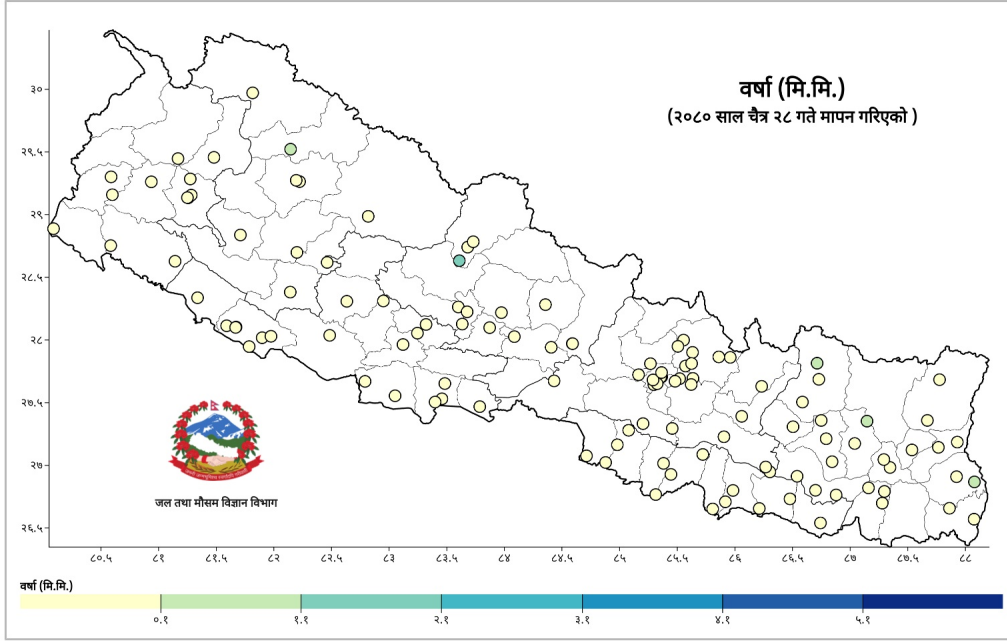 वर्षा (मि.मि.)
(२०८० साल चैत्र २८ गते मापन गरिएको )
३०
२९.५
२९
२८.५
२८
२७.५
२७
२६.५
जल तथा मौसम विज्ञान विभाग
८०.५ ८१ ८१.५ ८२ ८२.५ ८३ ८३.५ ८४ ८४.५ ८५ ८५.५ ८६ ८६.५ ८७ ८७.५ ८८
वर्षा (मि.मि.)
०.१ १.१ २.१ ३.१ ४.१ ५.१